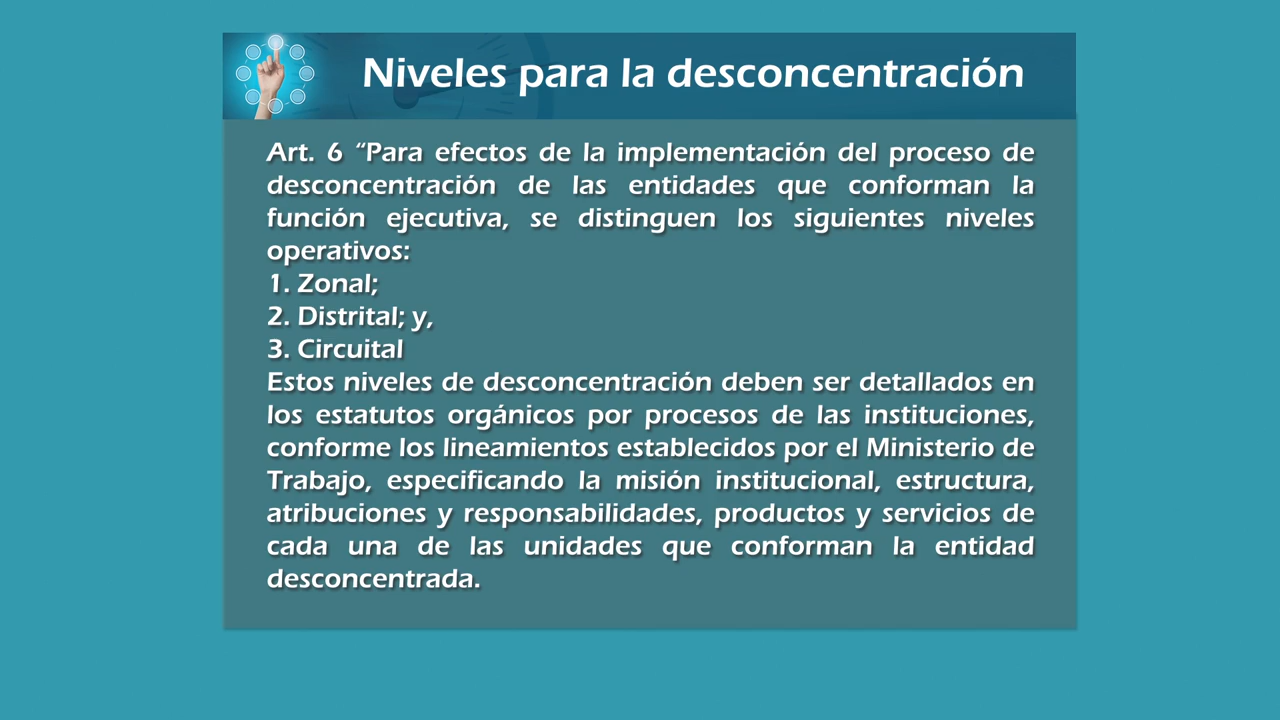 Niveles para la desconcentración
Art. 6 “Para efectos de la implementación del proceso de
desconcentración de las entidades que conforman la
función ejecutiva, se distinguen los siguientes niveles
operativos:
1. Zonal;
2. Distrital; y,
3. Circuital
Estos niveles de desconcentración deben ser detallados en
los estatutos orgánicos por procesos de las instituciones,
conforme los lineamientos establecidos por el Ministerio de
Trabajo, especificando la misión institucional, estructura,
atribuciones y responsabilidades, productos y servicios de
cada una de las unidades que conforman la entidad
desconcentrada.